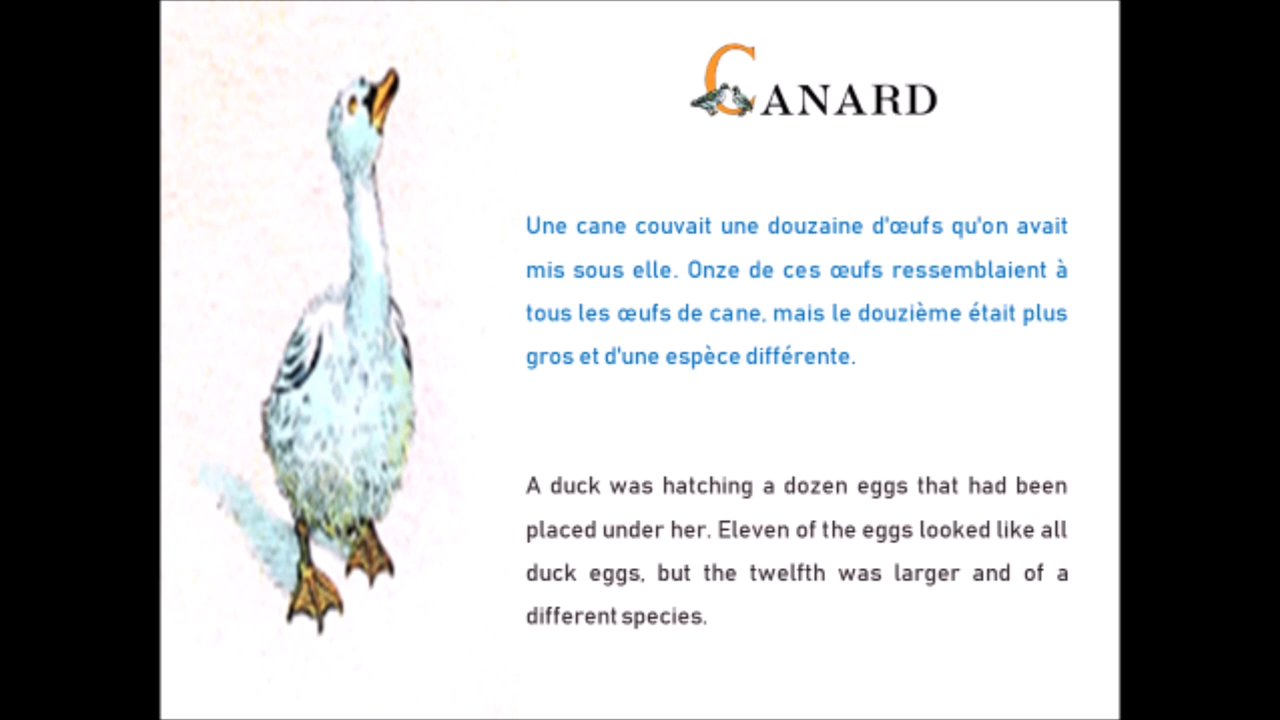 CANARD
Une cane couvait une douzaine d'œufs qu'on avait
mis sous elle. Onze de ces œufs ressemblaient à
tous les œufs de cane, mais le douzième était plus
gros et d'une espèce différente.
A duck was hatching a dozen eggs that had been
placed under her. Eleven of the eggs looked like all
duck eggs, but the twelfth was larger and of a
different species.